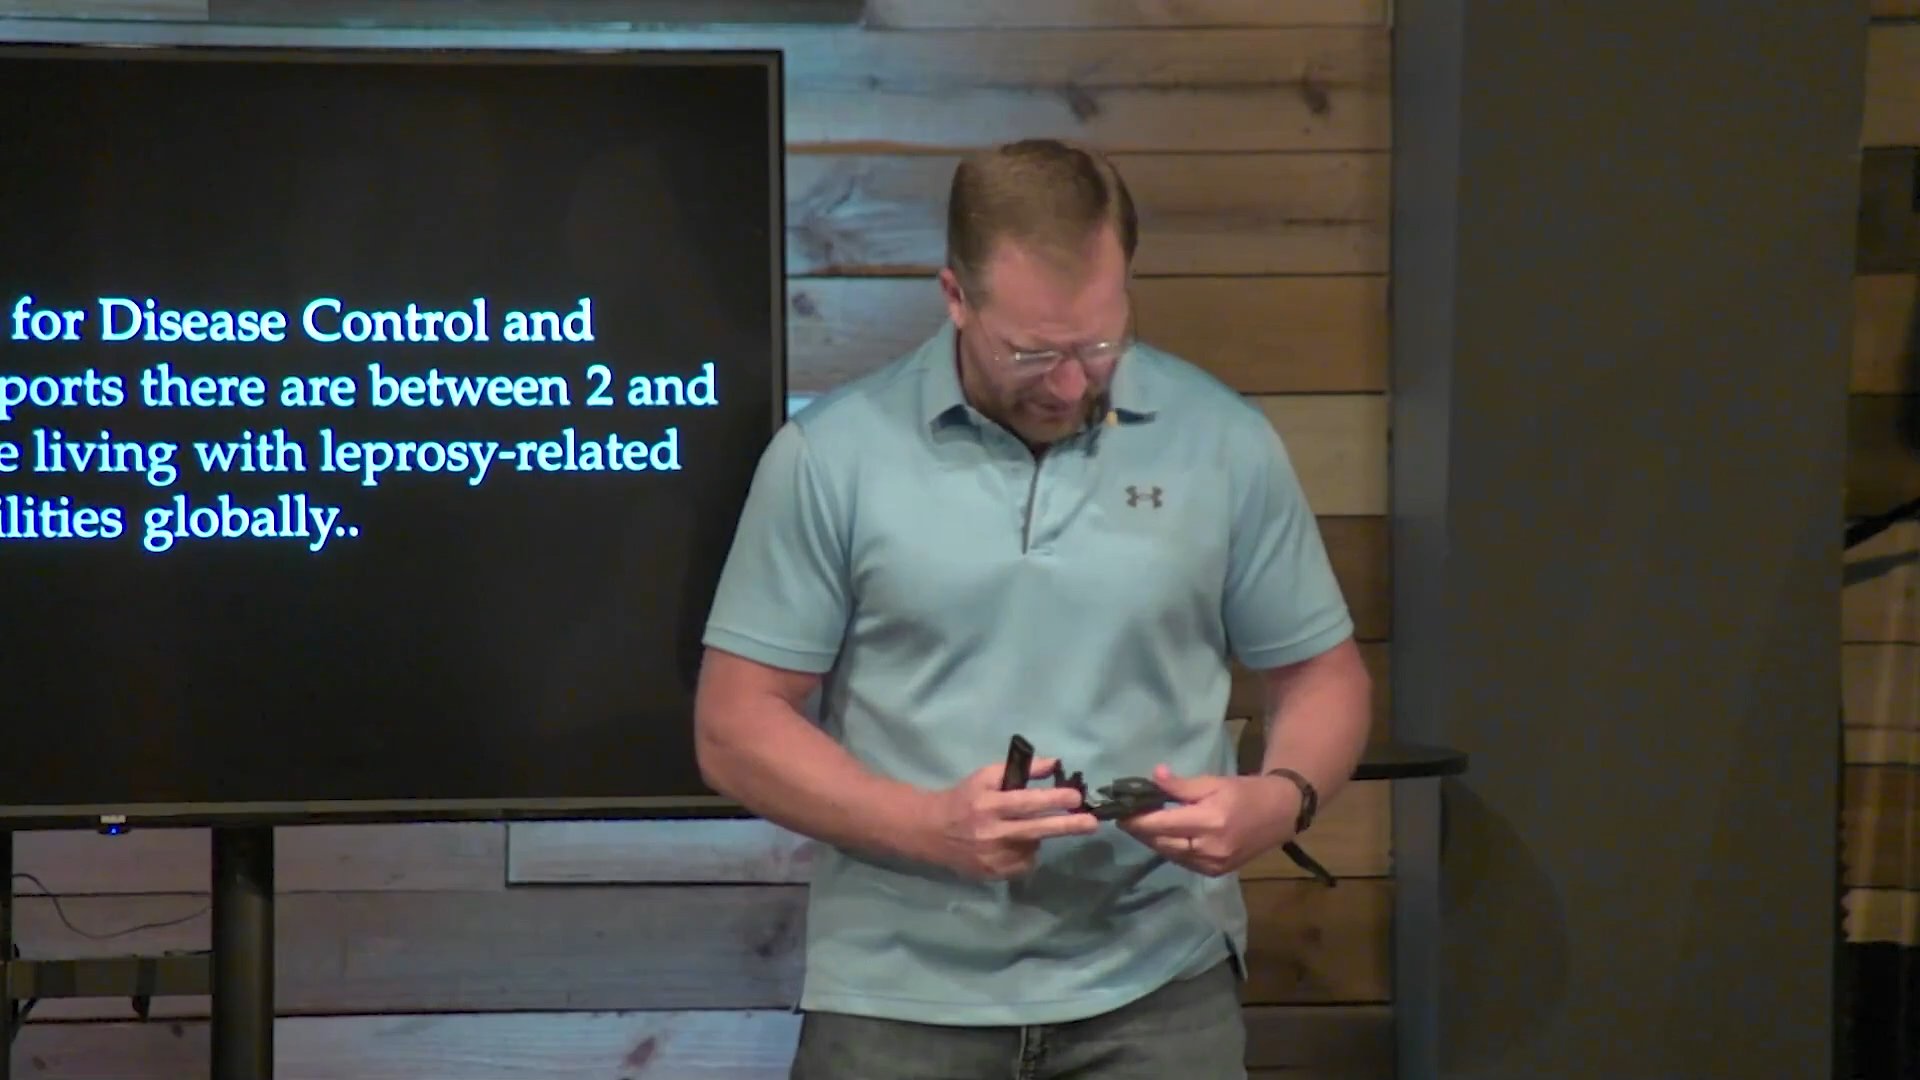 for Disease Control and
ports there are between 2 and
e living with leprosy-related
ilities globally..